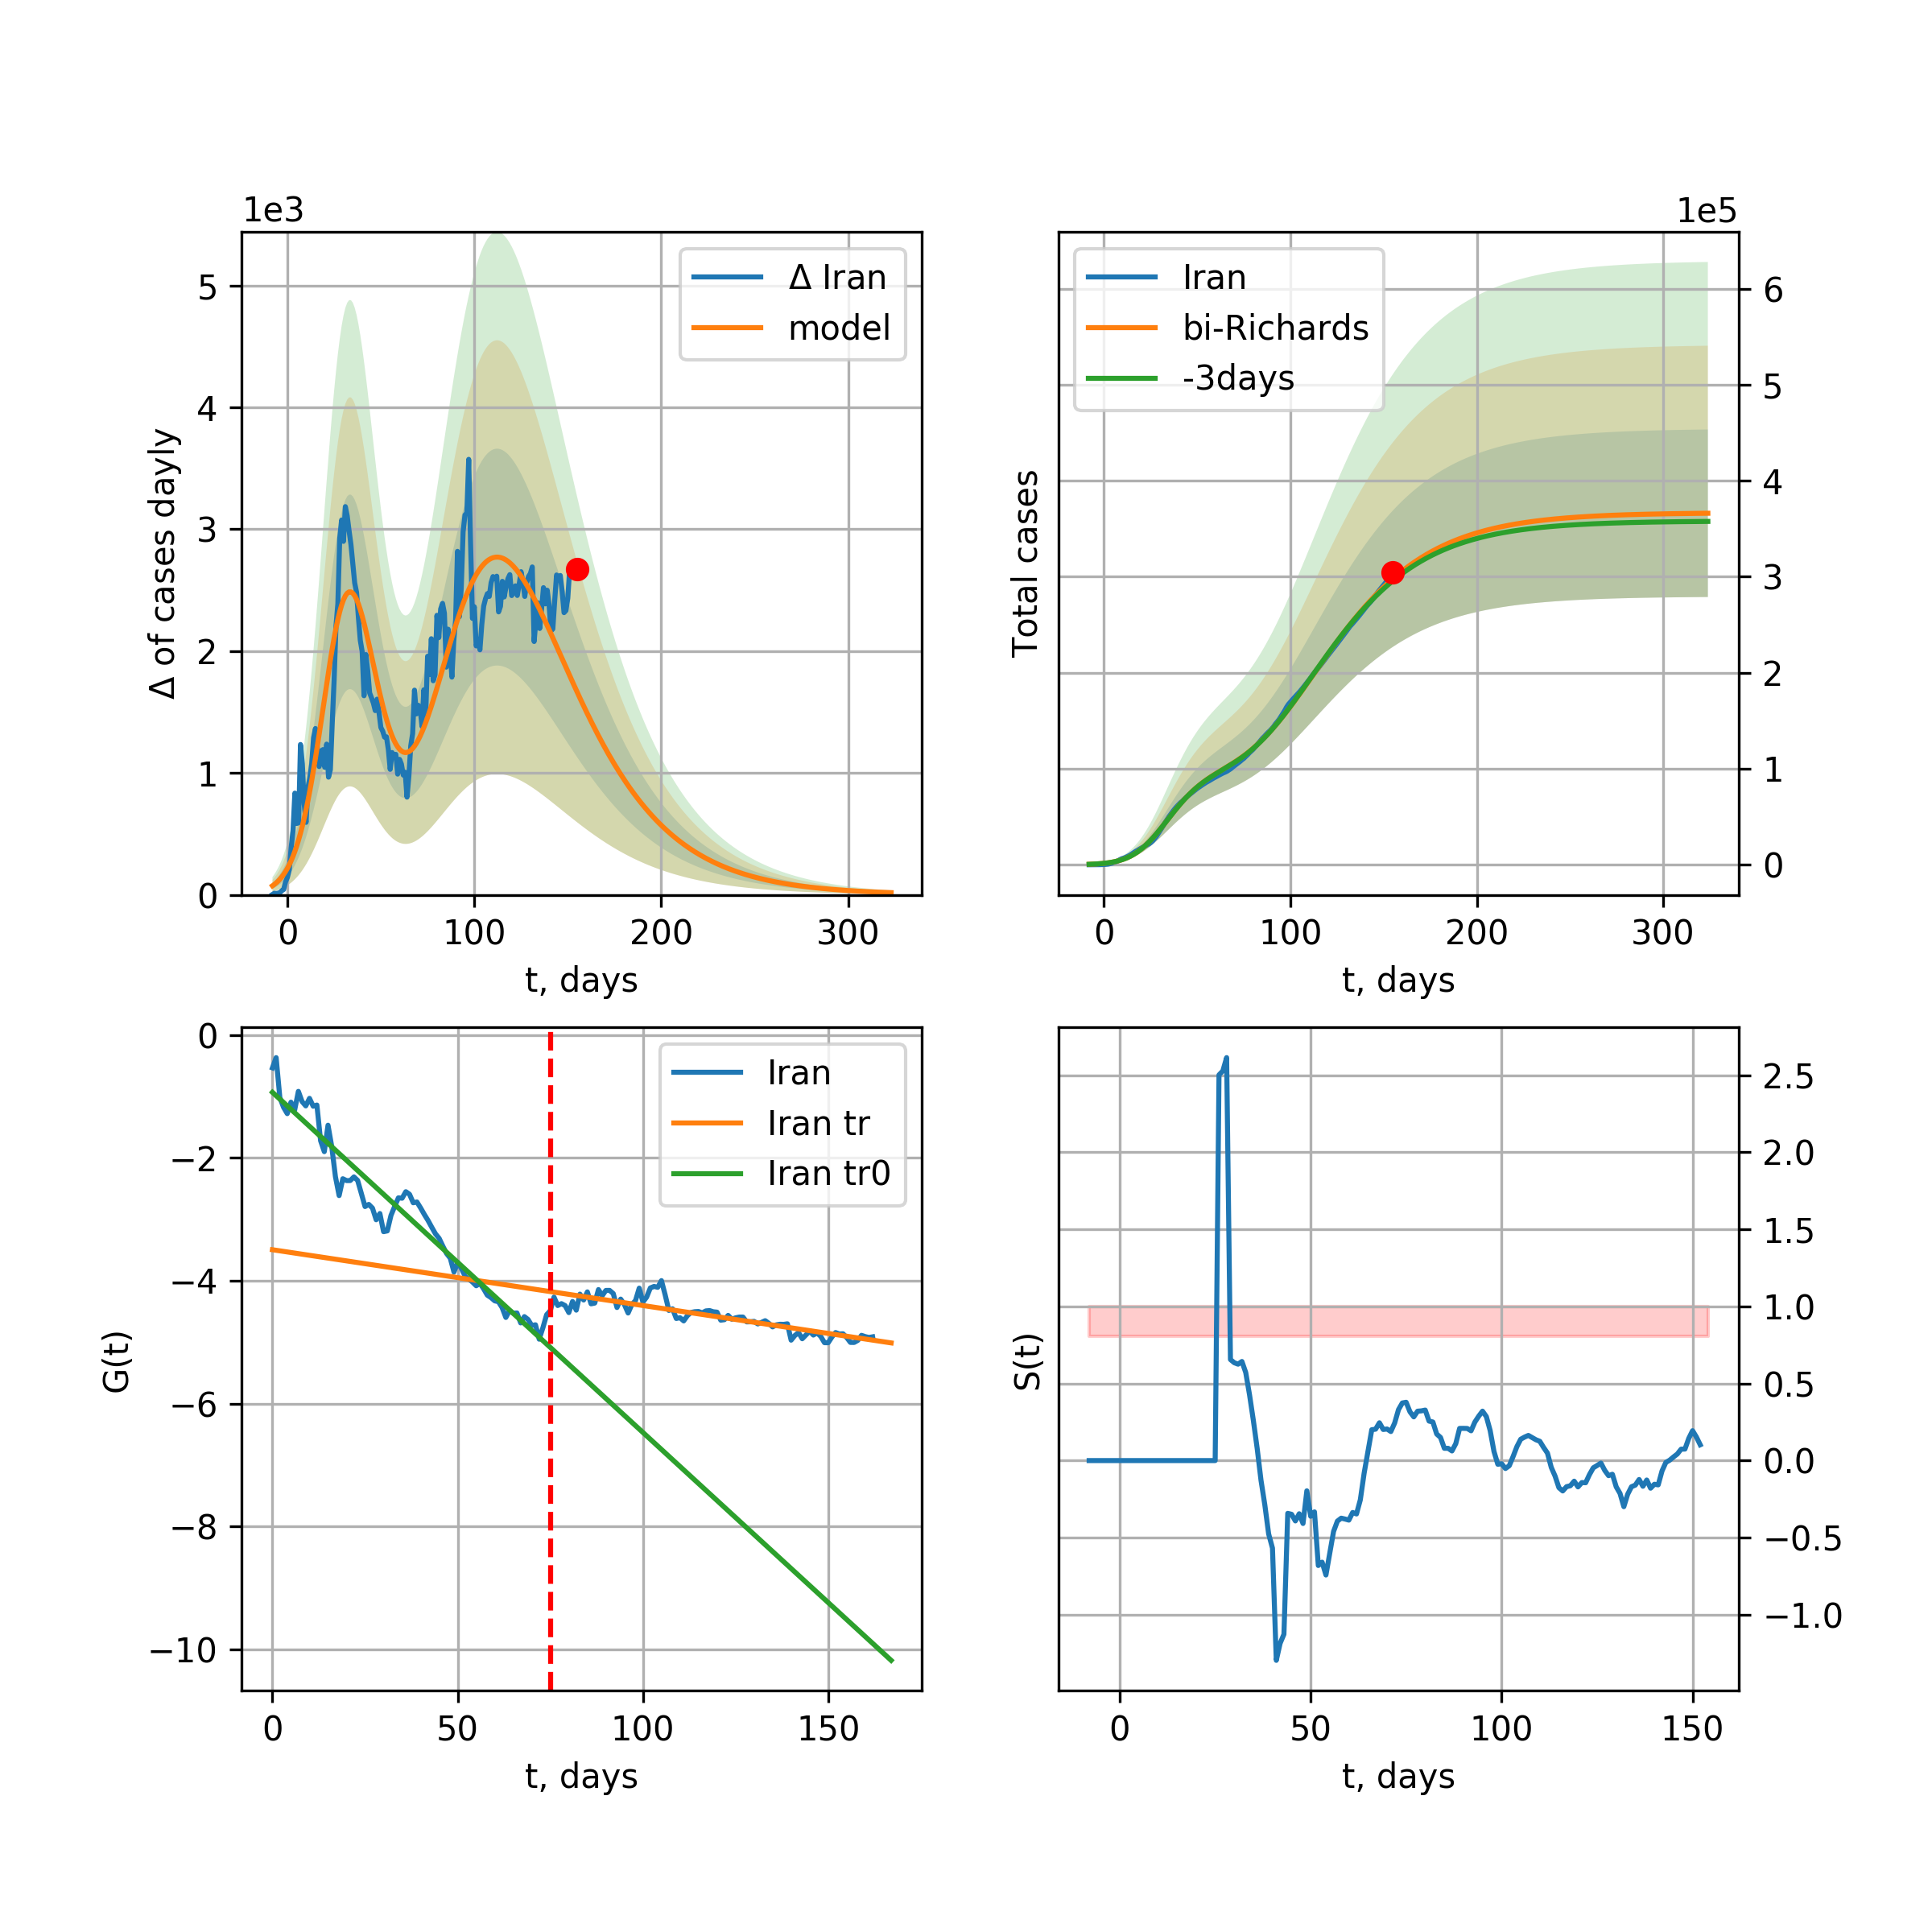 1e3
Δ of cases dayly
5
4
3
2
1
0
0 100 200 300
t, days
Δ Iran
model
1e5
Total cases
6
5
4
3
2
1
0
0 100 200 300
t, days
Iran
bi-Richards
-3days
G(t)
0
−2
−4
−6
−8
−10
0 50 100 150
t, days
Iran
Iran tr
Iran tr0
S(t)
2.5
2.0
1.5
1.0
0.5
0.0
−0.5
−1.0
0 50 100 150
t, days